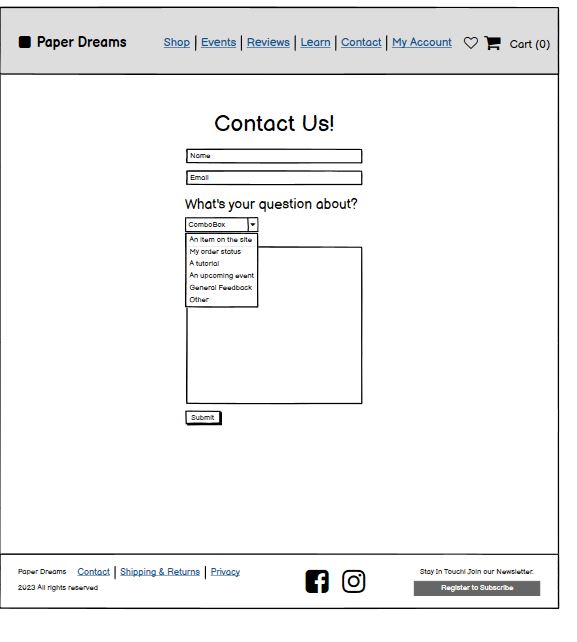 Paper Dreams Shop | Events | Reviews | Learn | Contact | My Account Cart (0)
Contact Us!
Name
Email
What's your question about?
ComboBox
An item on the site
My order status
A tutorial
An upcoming event
General Feedback
Other
Submit
Paper Dreams Contact | Shipping & Returns | Privacy
2023 All rights reserved
Stay In Touch! Join our Newsletter.
Register to Subscribe